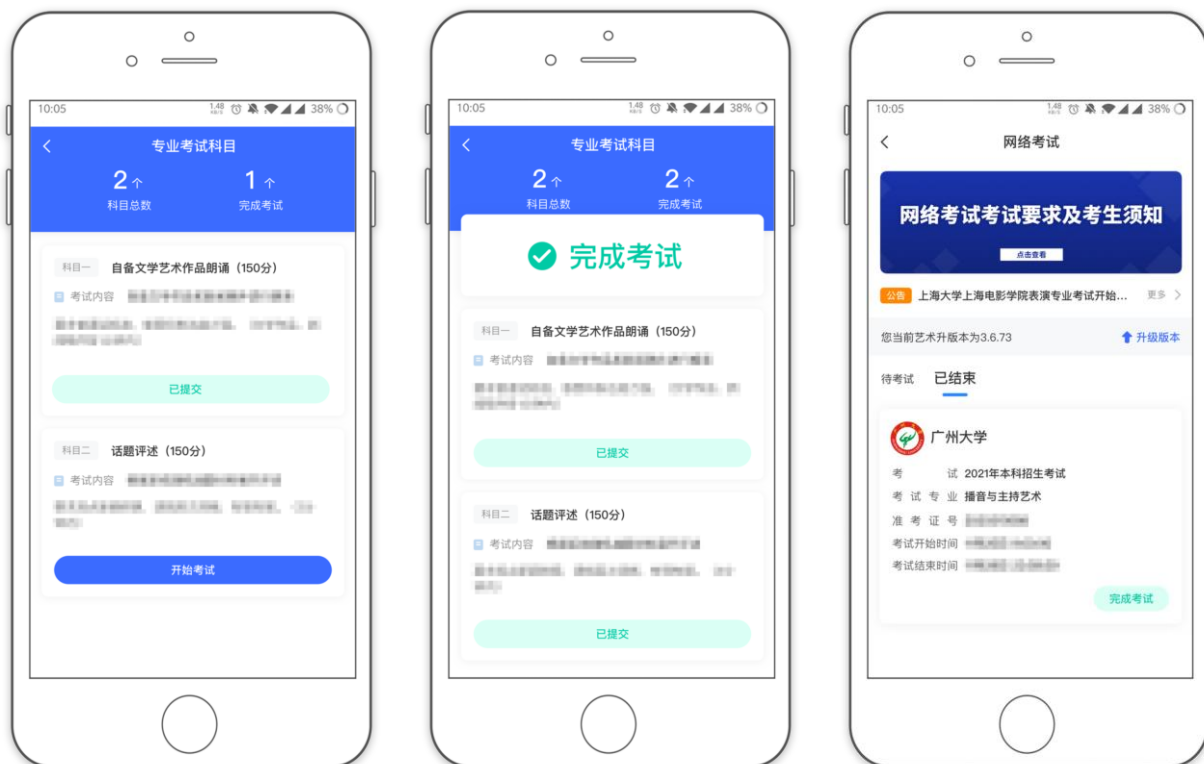 10:05
1.48
KB/S
38%
专业考试科目
2个
1个
科目总数
完成考试
科目一
自备文学艺术作品朗诵（150分）
考试内容
已提交
科目二
话题评述（150分）
考试内容
开始考试
10:05
1.48
KB/S
38%
专业考试科目
2个
2个
科目总数
完成考试
完成考试
科目一
自备文学艺术作品朗诵（150分）
考试内容
已提交
科目二
话题评述（150分）
考试内容
已提交
10:05
1.48
KB/S
38%
网络考试
网络考试考试要求及考生须知
点击查看
公告
上海大学上海电影学院表演专业考试开始...
更多
您当前艺术升版本为3.6.73
升级版本
待考试
已结束
广州大学
考试 2021年本科招生考试
考试专业 播音与主持艺术
准考证号
考试开始时间
考试结束时间
完成考试